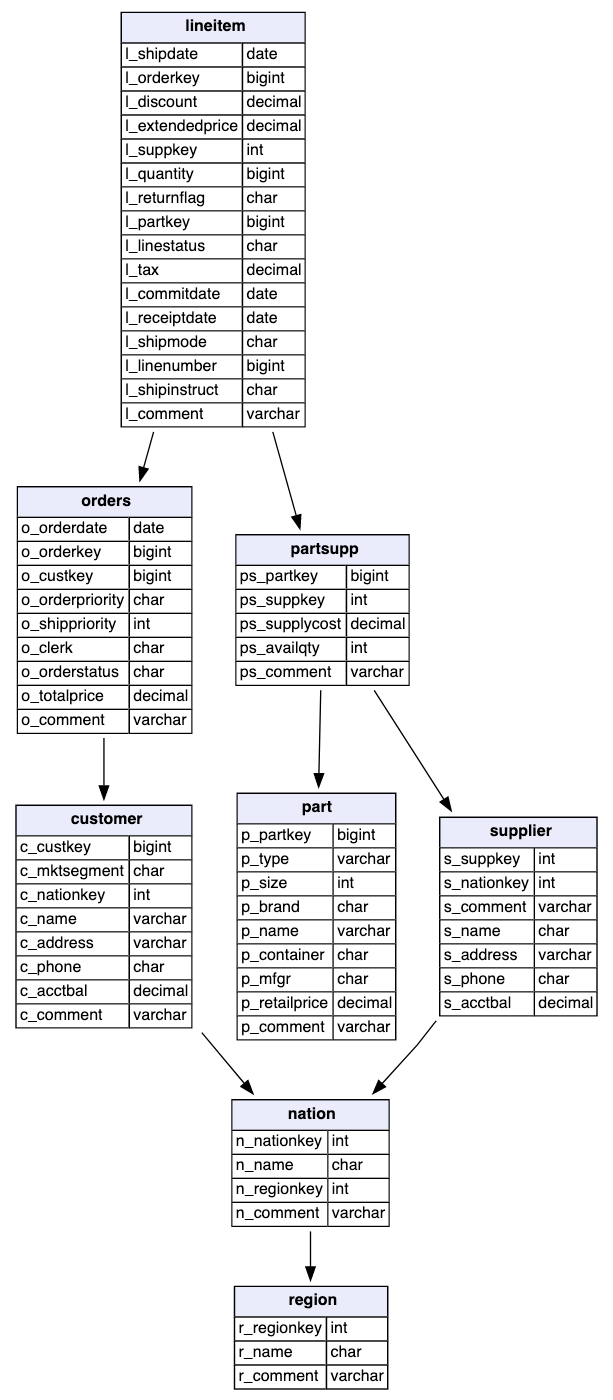 lineitem
l_shipdate date
l_orderkey bigint
l_discount decimal
l_extendedprice decimal
l_suppkey int
l_quantity bigint
l_returnflag char
l_partkey bigint
l_linestatus char
l_tax decimal
l_commitdate date
l_receiptdate date
l_shipmode char
l_linenumber bigint
l_shipinstruct char
l_comment varchar
orders
o_orderdate date
o_orderkey bigint
o_custkey bigint
o_orderpriority char
o_shippriority int
o_clerk char
o_orderstatus char
o_totalprice decimal
o_comment varchar
partsupp
ps_partkey bigint
ps_suppkey int
ps_supplycost decimal
ps_availqty int
ps_comment varchar
customer
c_custkey bigint
c_mktsegment char
c_nationkey int
c_name varchar
c_address varchar
c_phone char
c_acctbal decimal
c_comment varchar
part
p_partkey bigint
p_type varchar
p_size int
p_brand char
p_name varchar
p_container char
p_mfgr char
p_retailprice decimal
p_comment varchar
supplier
s_suppkey int
s_nationkey int
s_comment varchar
s_name char
s_address varchar
s_phone char
s_acctbal decimal
nation
n_nationkey int
n_name char
n_regionkey int
n_comment varchar
region
r_regionkey int
r_name char
r_comment varchar